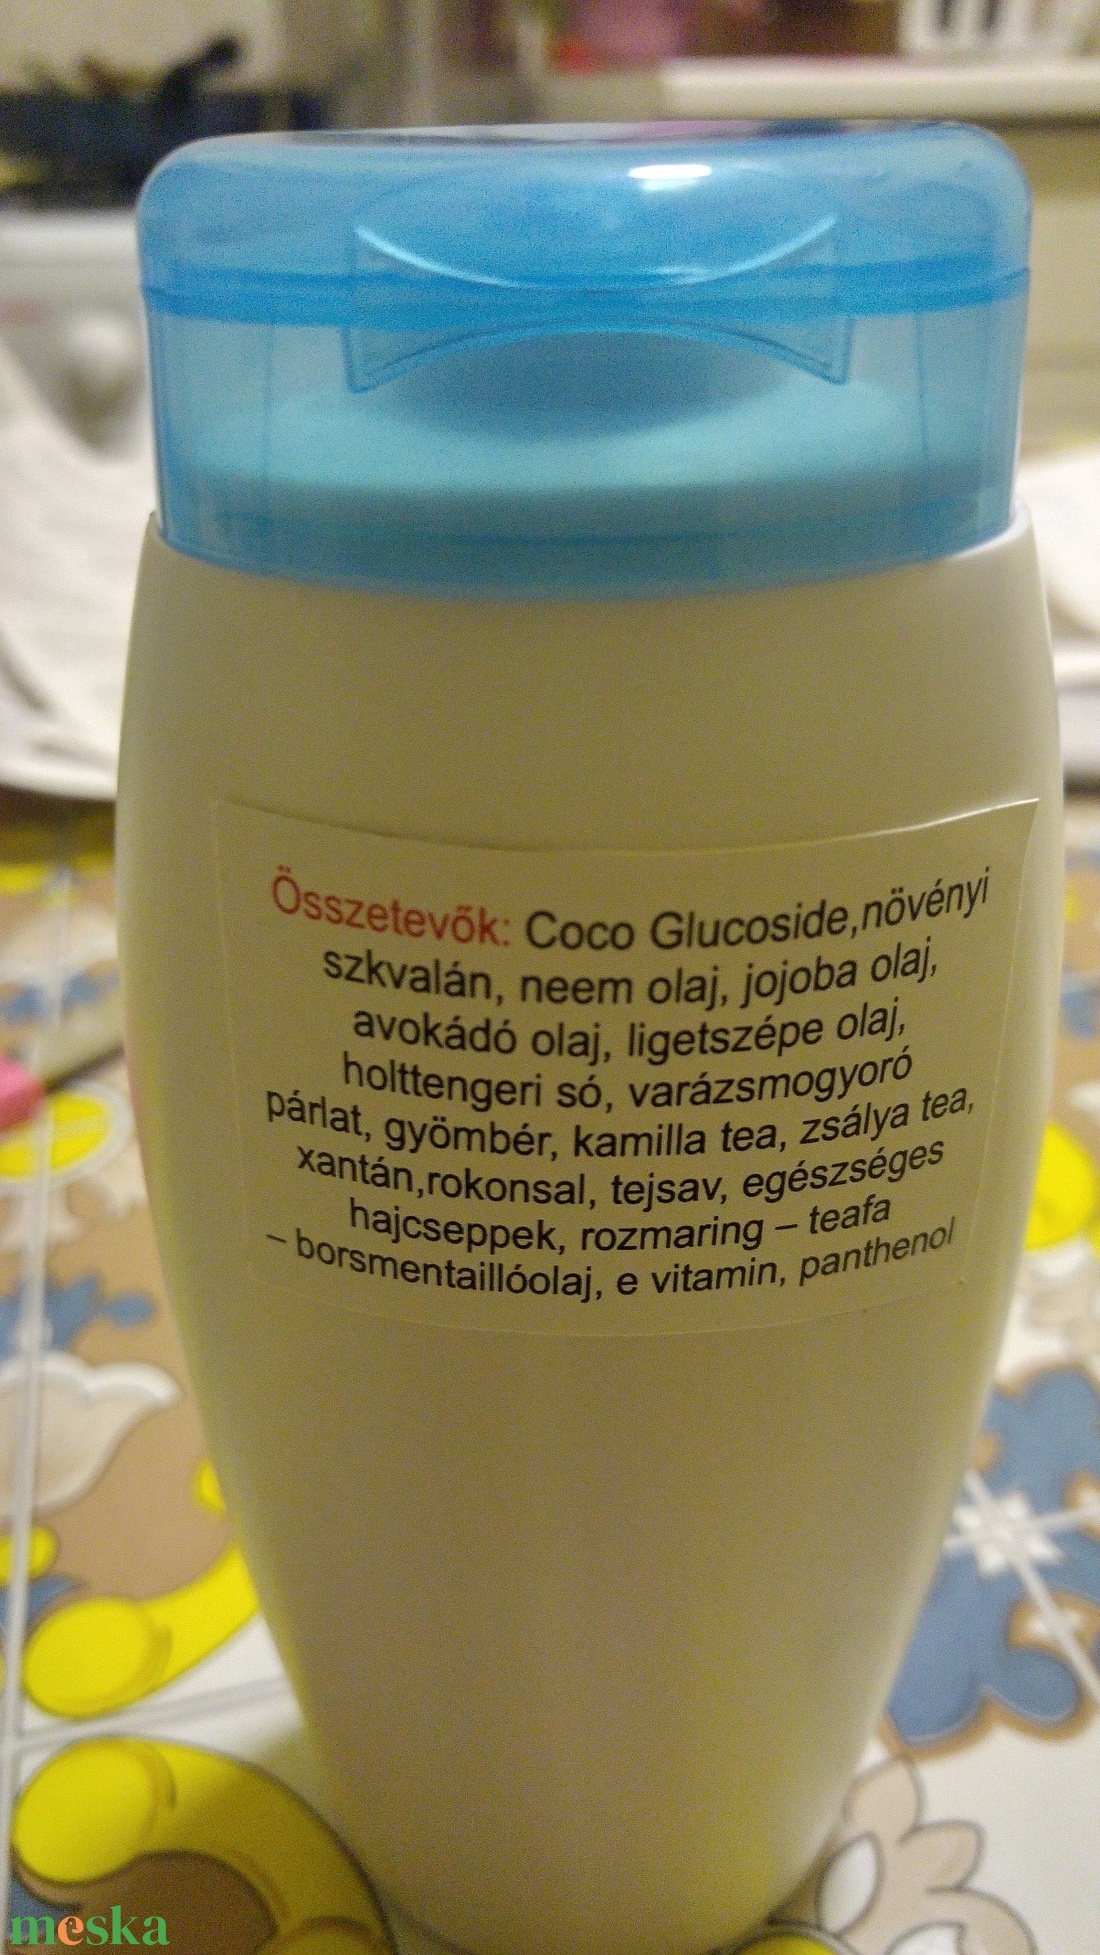 Összetevők: Coco Glucoside,növényi
szkvalán, neem olaj, jojoba olaj,
avokádó olaj, ligetszépe olaj,
holttengeri só, varázsmogyoró
párlat, gyömbér, kamilla tea, zsálya tea,
xantán,rokonsal, tejsav, egészséges
hajcseppek, rozmaring – teafa
– borsmentaillóolaj, e vitamin, panthenol
meska